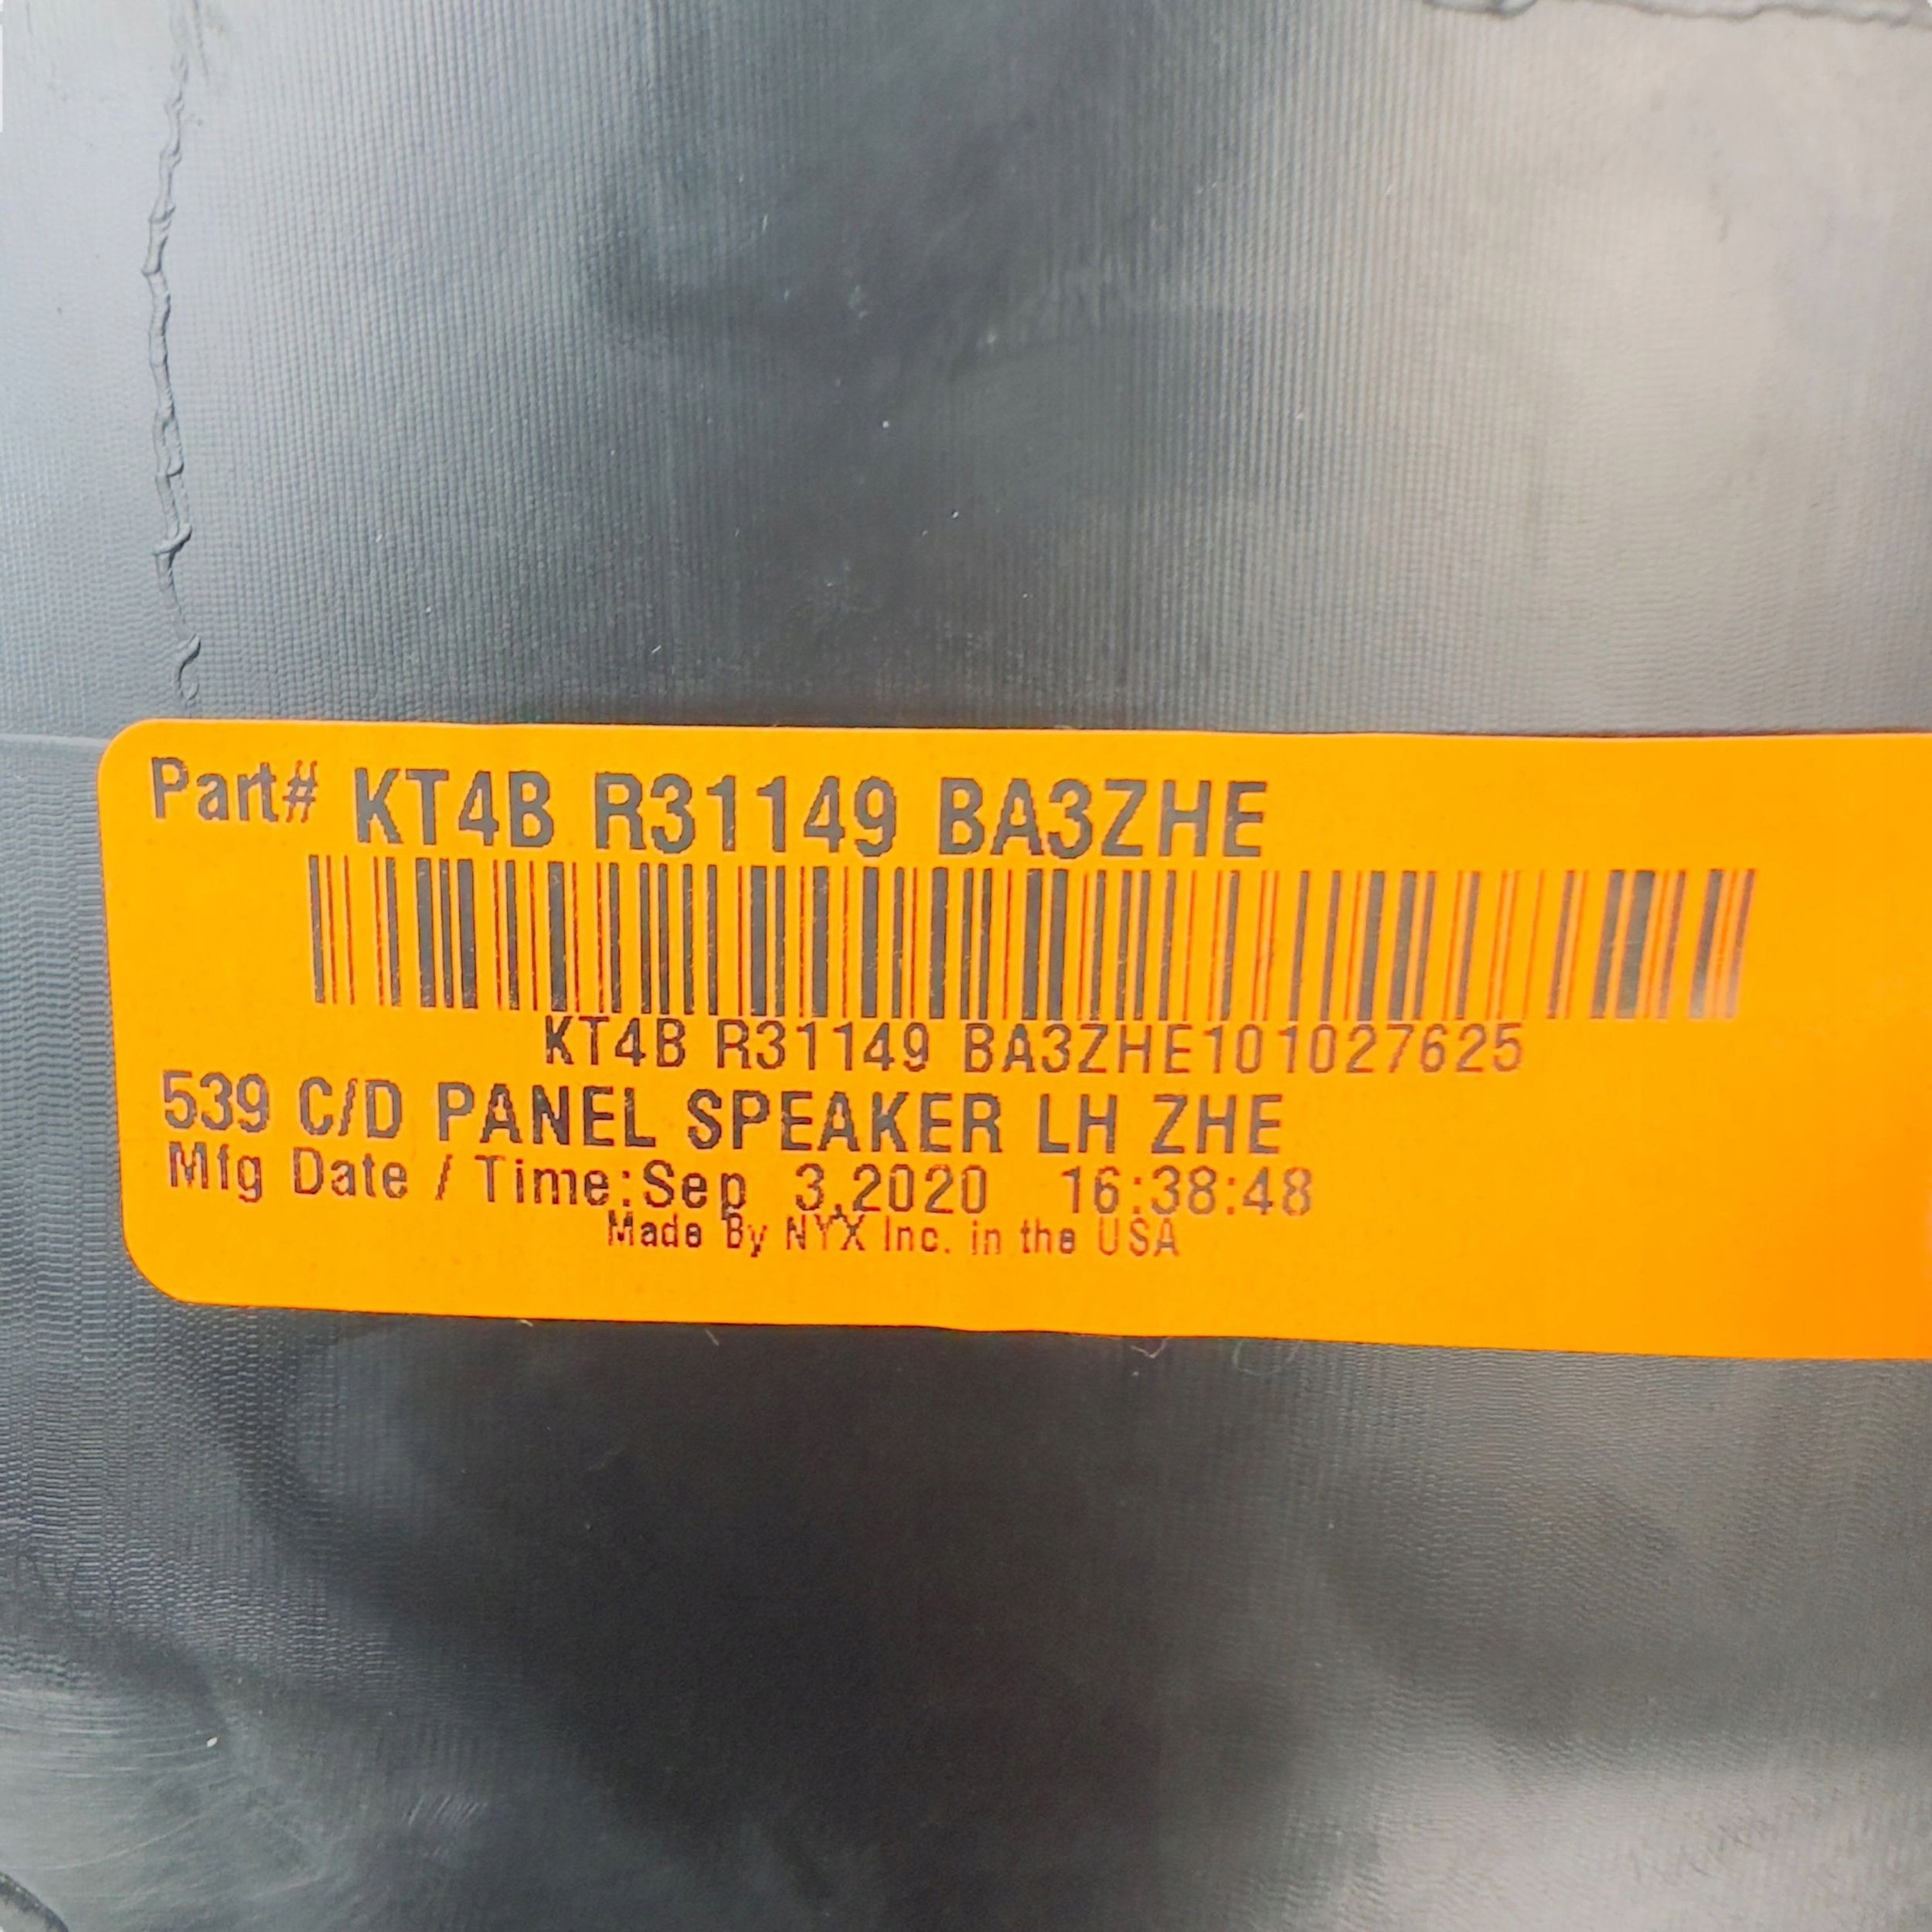 Part# KT4B R31149 BA3ZHE
KT4B R31149 BA3ZHE101027625
539 C/D PANEL SPEAKER LH ZHE
Mfg Date / Time:Sep 3,2020 16:38:48
Made By NYX Inc. in the USA